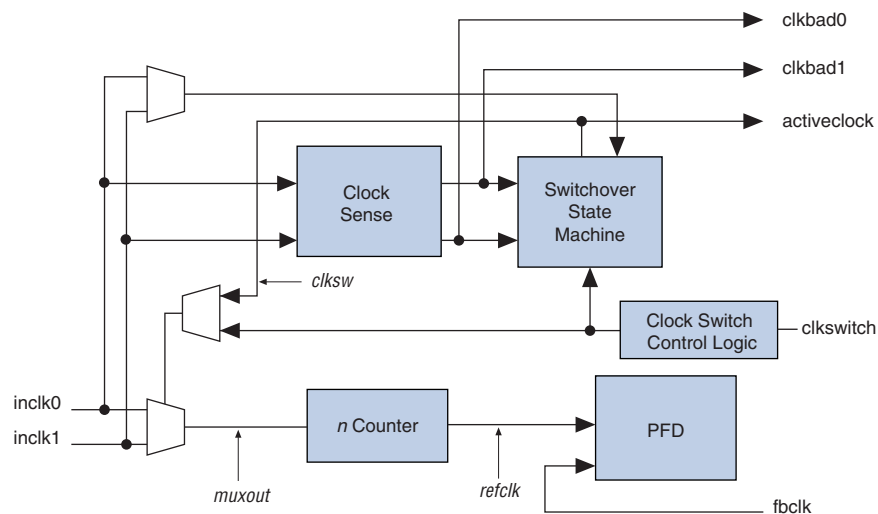 clkbad0
clkbad1
activeclock
Clock
Sense
Switchover
State
Machine
clksw
Clock Switch
Control Logic
clkswitch
inclk0
inclk1
n Counter
PFD
muxout
refclk
fbclk